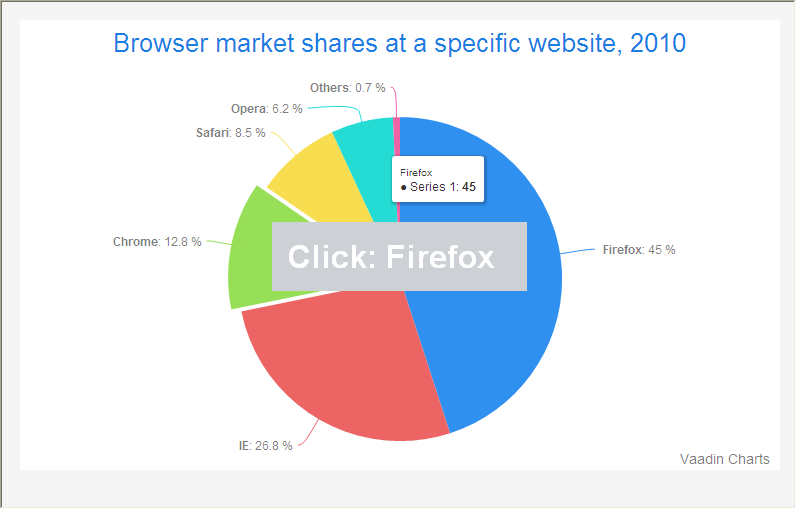 Browser market shares at a specific website, 2010
Others: 0.7 %
Opera: 6.2 %
Safari: 8.5 %
Firefox
● Series 1: 45
Chrome: 12.8 %
Click: Firefox
Firefox: 45 %
IE: 26.8 %
Vaadin Charts